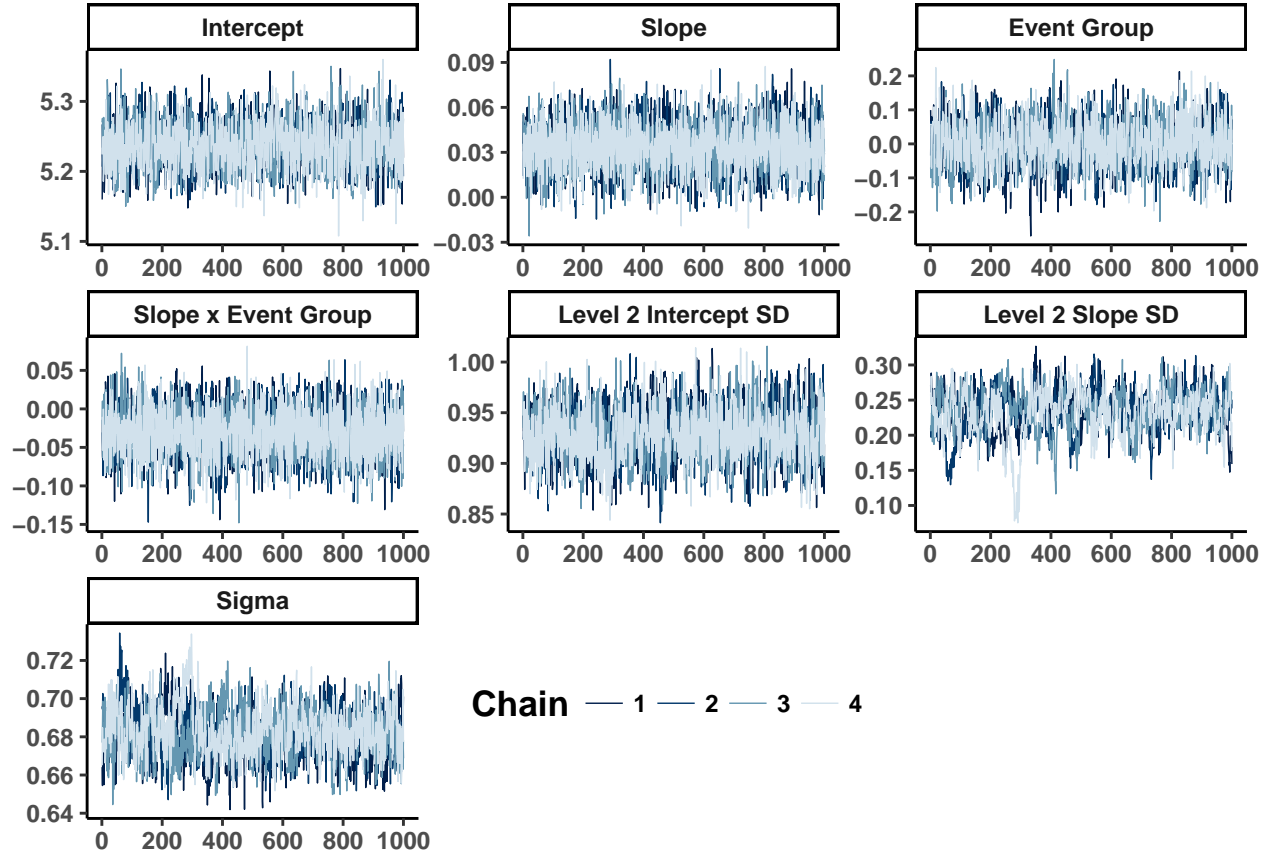 Intercept
Slope
Event Group
5.3
5.2
5.1
0 200 400 600 800 1000
0.09
0.06
0.03
0.00
−0.03
0 200 400 600 800 1000
0.2
0.1
0.0
−0.1
−0.2
0 200 400 600 800 1000
Slope x Event Group
Level 2 Intercept SD
Level 2 Slope SD
0.05
0.00
−0.05
−0.10
−0.15
0 200 400 600 800 1000
1.00
0.95
0.90
0.85
0 200 400 600 800 1000
0.30
0.25
0.20
0.15
0.10
0 200 400 600 800 1000
Sigma
0.72
0.70
0.68
0.66
0.64
0 200 400 600 800 1000
Chain 1 2 3 4